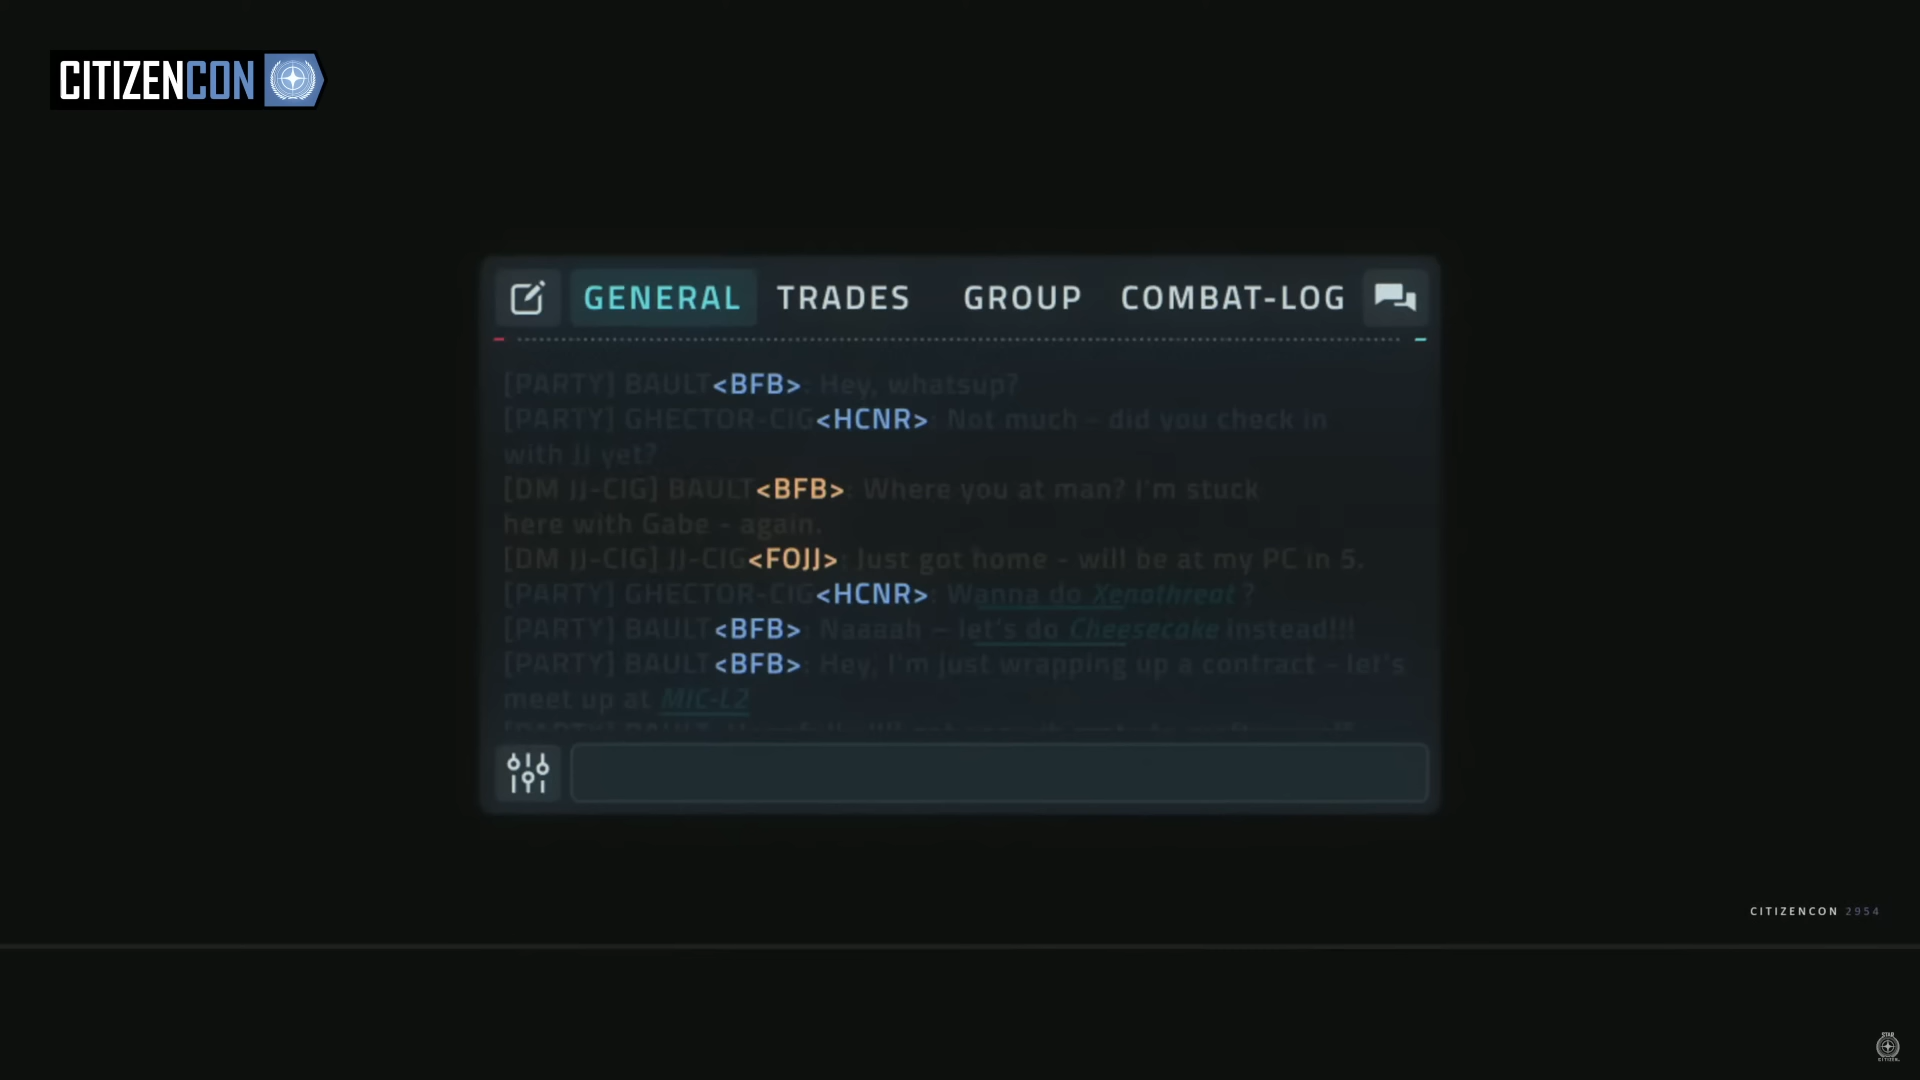 CITIZENCON
GENERAL TRADES GROUP COMBAT-LOG
[PARTY] BAULT<BFB>: Hey, whatsup?
[PARTY] GHECTOR-CIG<HCNR>: Not much - did you check in
with JJ yet?
[DM JJ-CIG] BAULT<BFB>: Where you at man? I'm stuck
here with Gabe - again.
[DM JJ-CIG] JJ-CIG<FOJJ>: Just got home - will be at my PC in 5.
[PARTY] GHECTOR-CIG<HCNR>: Wanna do Xenothreat?
[PARTY] BAULT<BFB>: Naaaah – let's do Cheesecake instead!!!
[PARTY] BAULT<BFB>: Hey, I'm just wrapping up a contract - let's
meet up at MIC-L2
[PARTY] BAULT
CITIZENCON 2954
STAR
CITIZEN